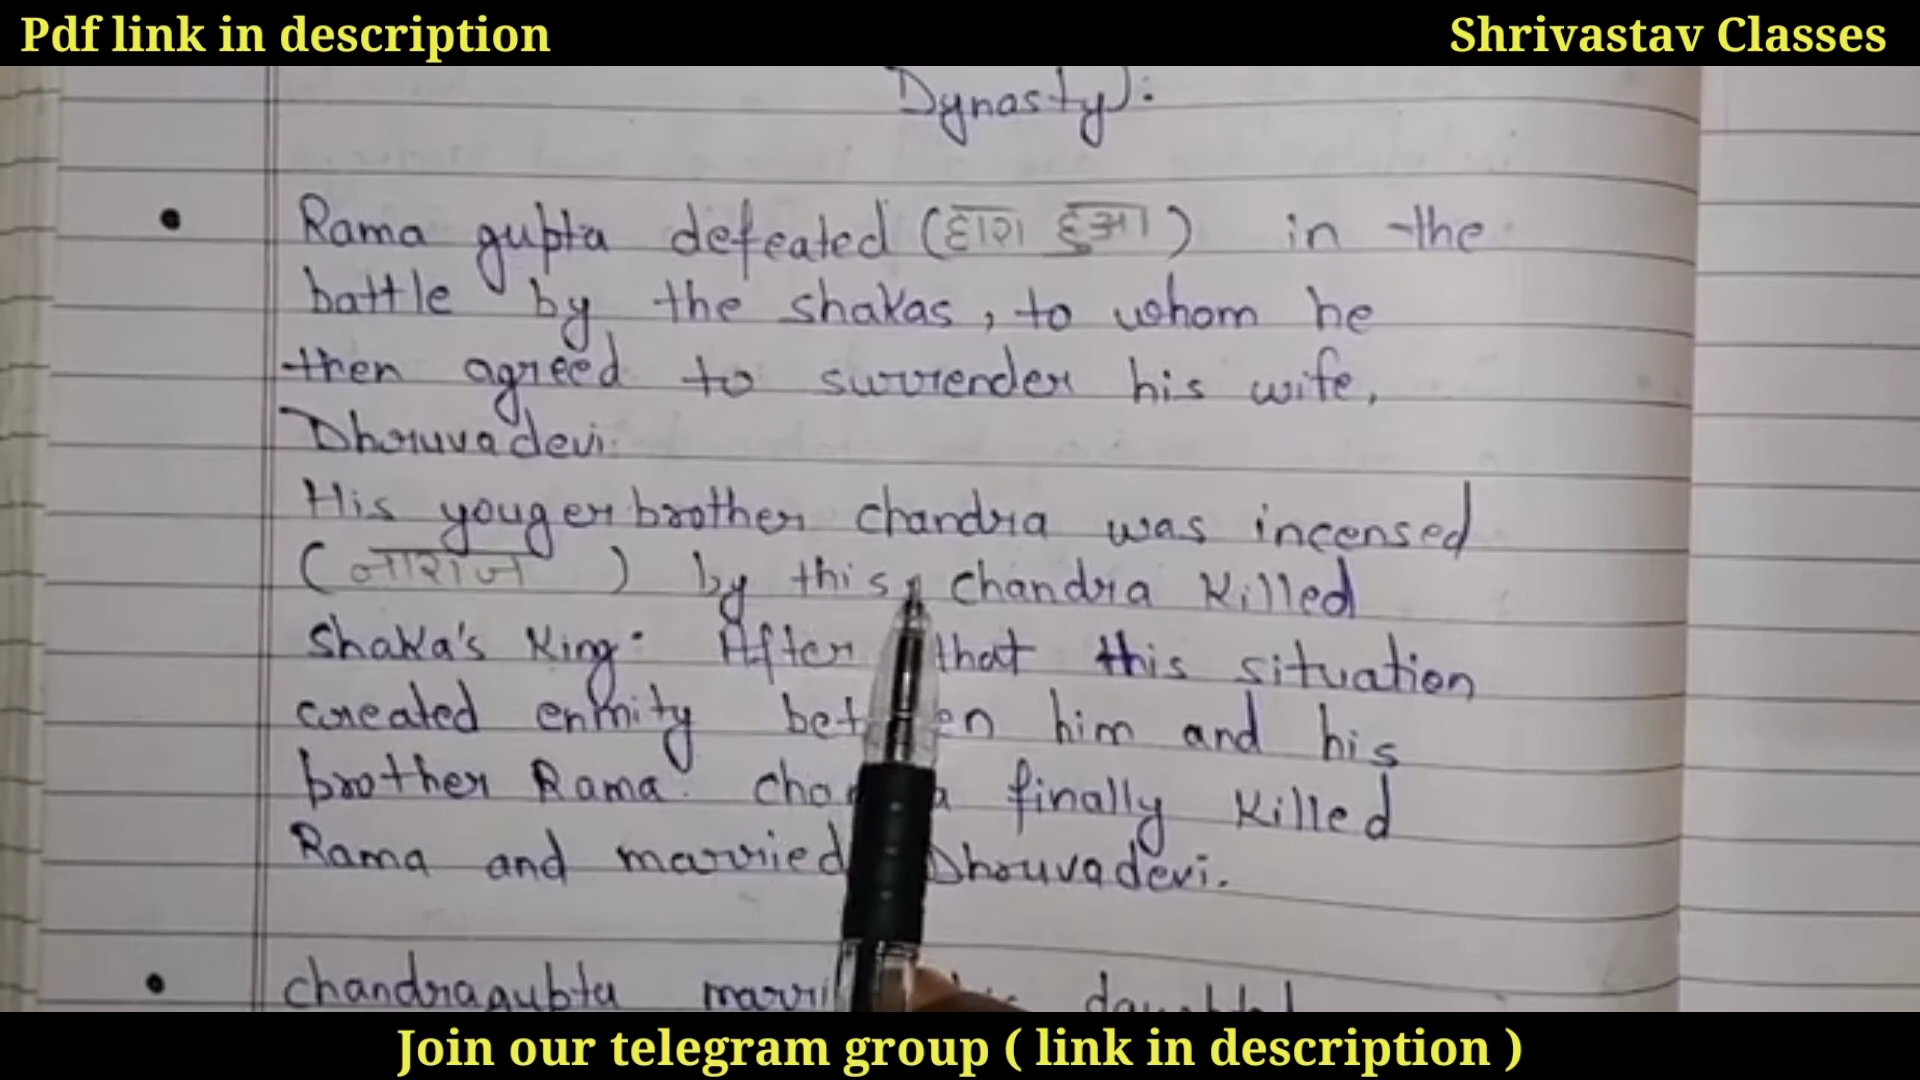 Pdf link in description
Shrivastav Classes
Dynasty):
• Rama gupta defeated (हारा हुआ) in the
battle by the shakas, to whom he
then agreed to surrender his wife,
Dhruvadevi.
His youger brother chandra was incensed
(नाराज) by this, chandra killed
Shaka's King. After that this situation
created enmity between him and his
brother Rama. chandra finally killed
Rama and married Dhruvadevi.
• chandragupta
Join our telegram group ( link in description )